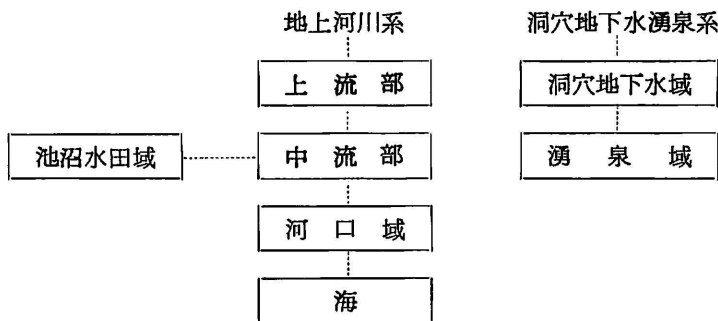 地上河川系
洞穴地下水湧泉系
上流部
洞穴地下水域
池沼水田域
中流部
湧泉域
河口域
海